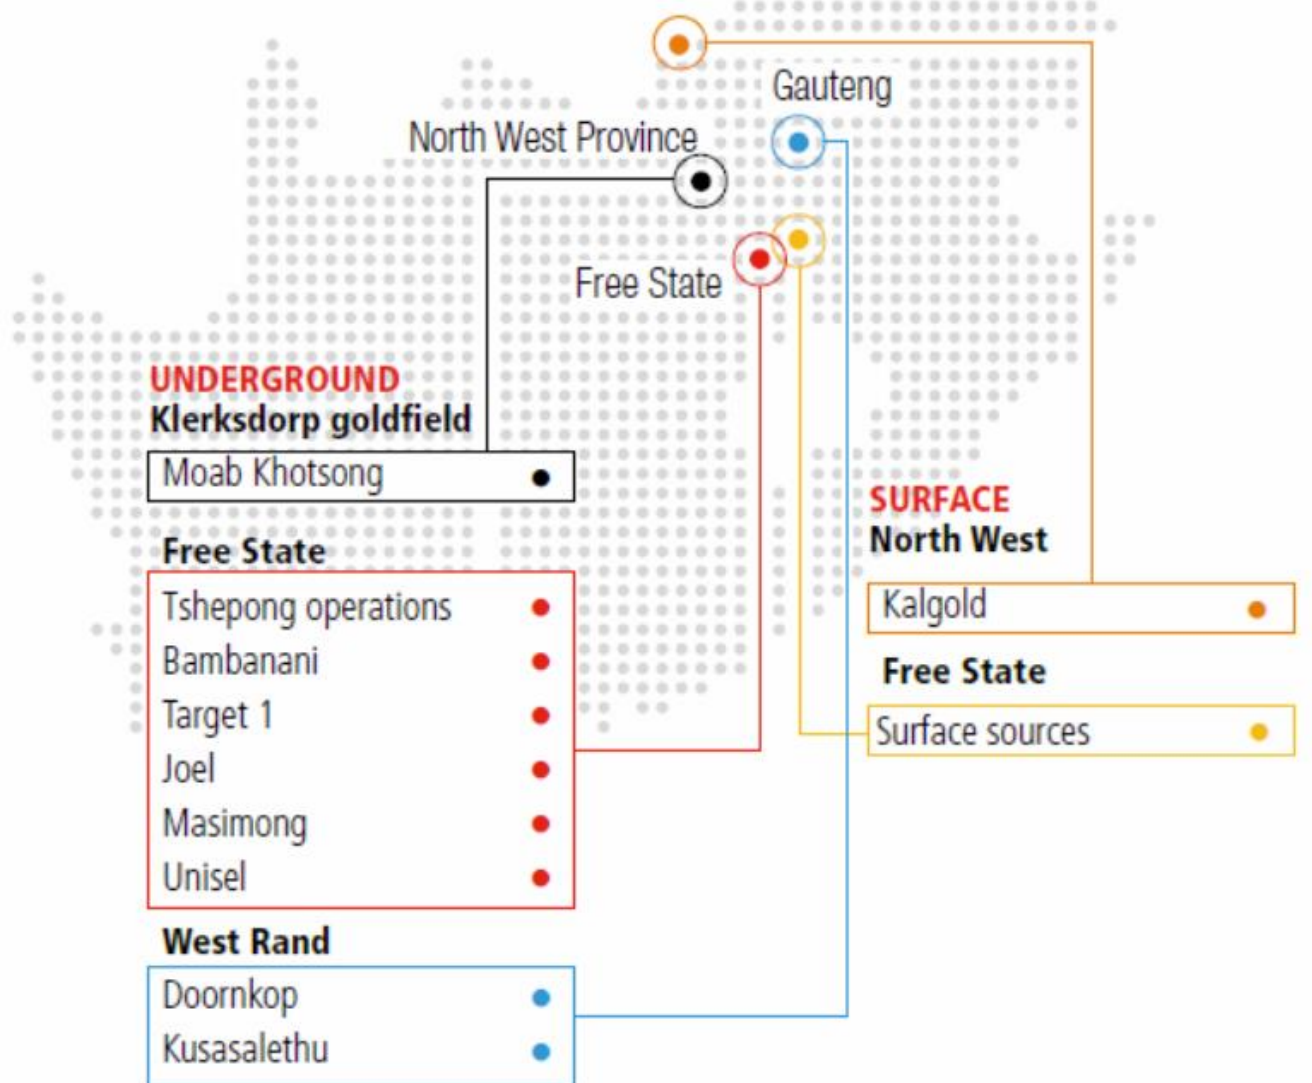 Gauteng
North West Province
Free State
UNDERGROUND
Klerksdorp goldfield
Moab Khotsong
Free State
Tshepong operations
Bambanani
Target 1
Joel
Masimong
Unisel
West Rand
Doornkop
Kusasalethu
SURFACE
North West
Kalgold
Free State
Surface sources